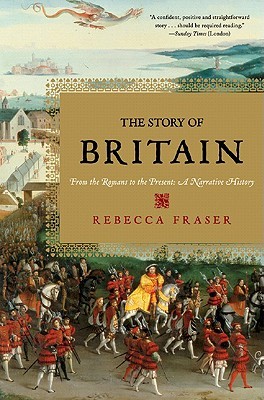 "A confident, positive and straightforward
story . . . should be required reading."
—Sunday Times (London)
THE STORY OF
BRITAIN
From the Romans to the Present: A Narrative History
REBECCA FRASER